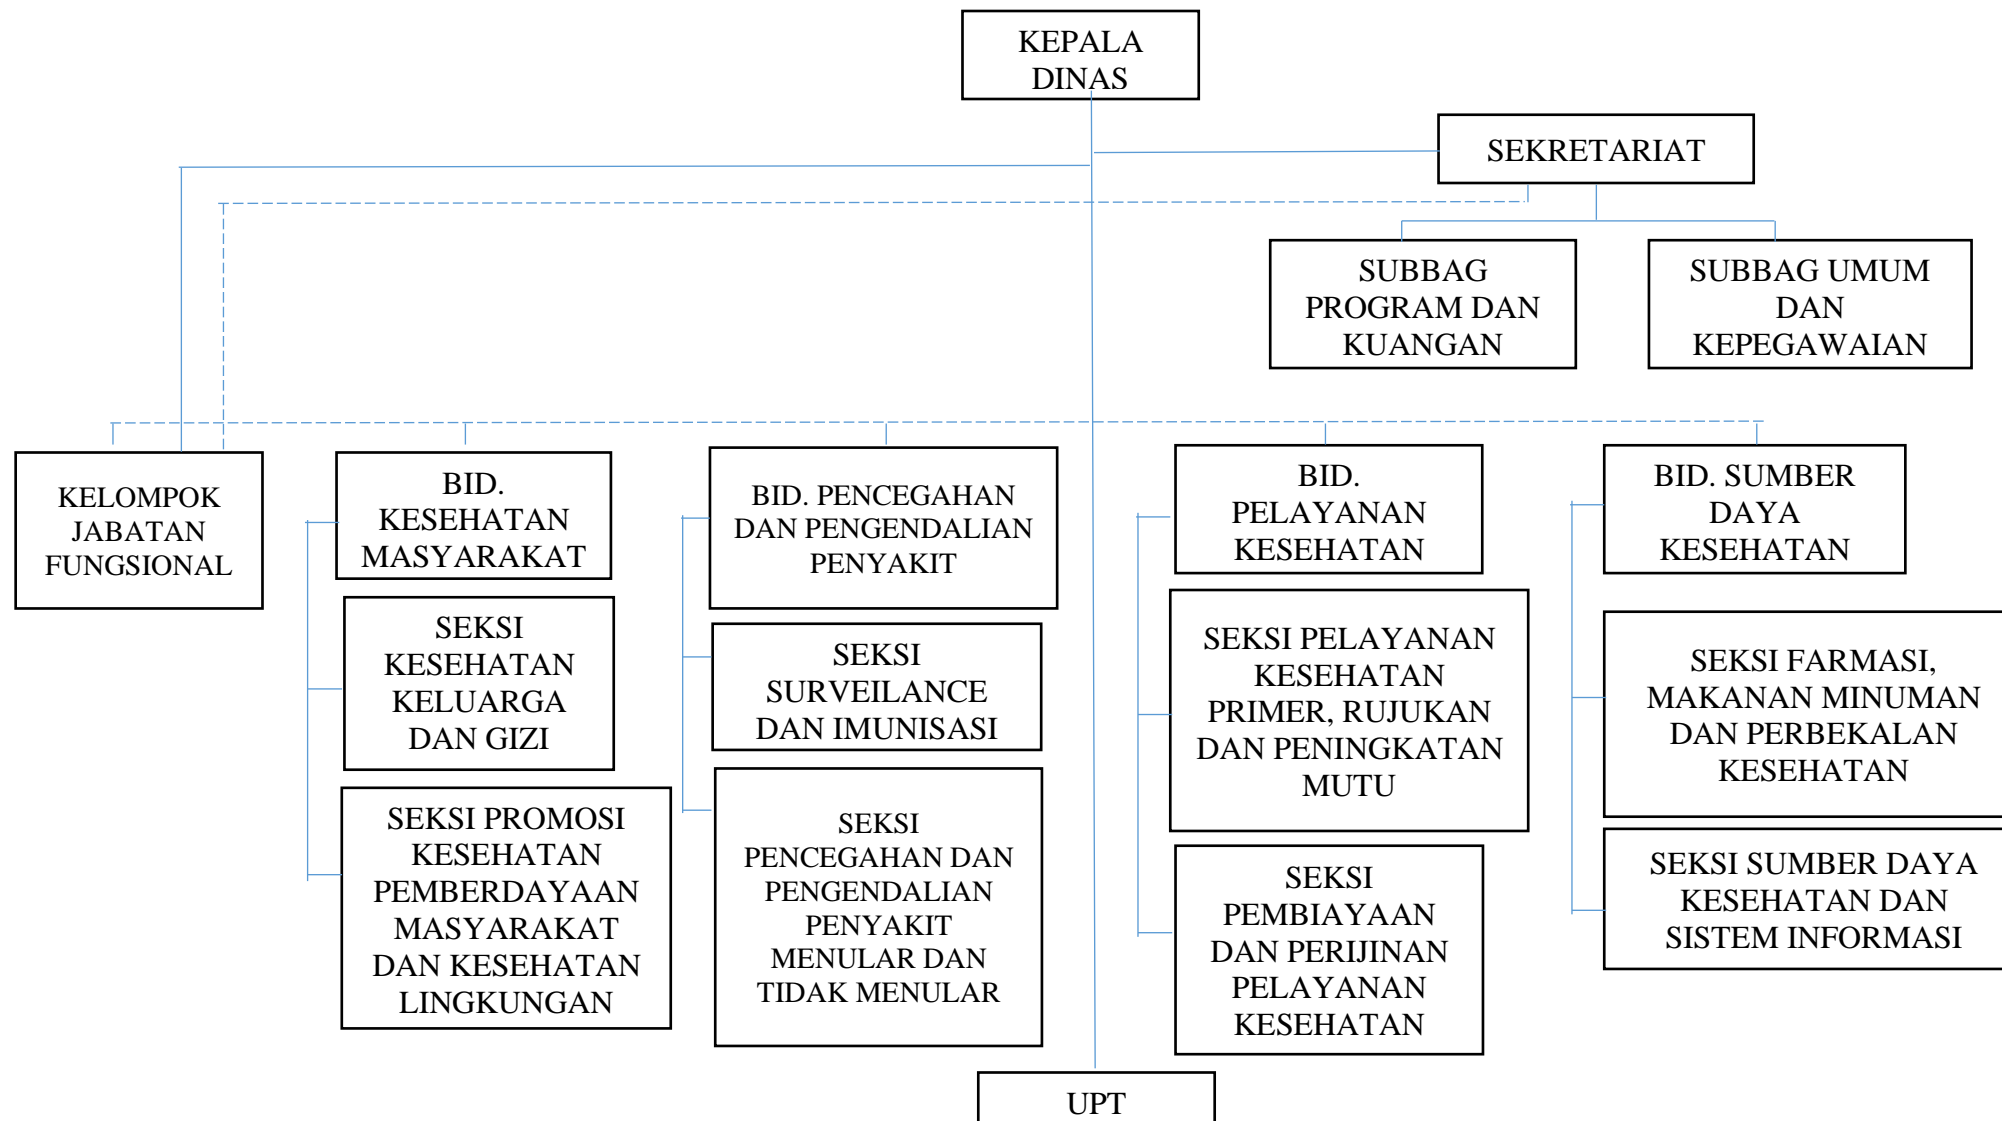 KEPALA
DINAS
SEKRETARIAT
SUBBAG
PROGRAM DAN
KUANGAN
SUBBAG UMUM
DAN
KEPEGAWAIAN
KELOMPOK
JABATAN
FUNGSIONAL
BID.
KESEHATAN
MASYARAKAT
SEKSI
KESEHATAN
KELUARGA
DAN GIZI
SEKSI PROMOSI
KESEHATAN
PEMBERDAYAAN
MASYARAKAT
DAN KESEHATAN
LINGKUNGAN
BID. PENCEGAHAN
DAN PENGENDALIAN
PENYAKIT
SEKSI
SURVEILANCE
DAN IMUNISASI
SEKSI
PENCEGAHAN DAN
PENGENDALIAN
PENYAKIT
MENULAR DAN
TIDAK MENULAR
BID.
PELAYANAN
KESEHATAN
SEKSI PELAYANAN
KESEHATAN
PRIMER, RUJUKAN
DAN PENINGKATAN
MUTU
SEKSI
PEMBIAYAAN
DAN PERIJINAN
PELAYANAN
KESEHATAN
BID. SUMBER
DAYA
KESEHATAN
SEKSI FARMASI,
MAKANAN MINUMAN
DAN PERBEKALAN
KESEHATAN
SEKSI SUMBER DAYA
KESEHATAN DAN
SISTEM INFORMASI
UPT